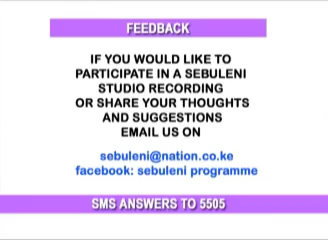 FEEDBACK
IF YOU WOULD LIKE TO
PARTICIPATE IN A SEBULENI
STUDIO RECORDING
OR SHARE YOUR THOUGHTS
AND SUGGESTIONS
EMAIL US ON
sebuleni@nation.co.ke
facebook: sebuleni programme
SMS ANSWERS TO 5505